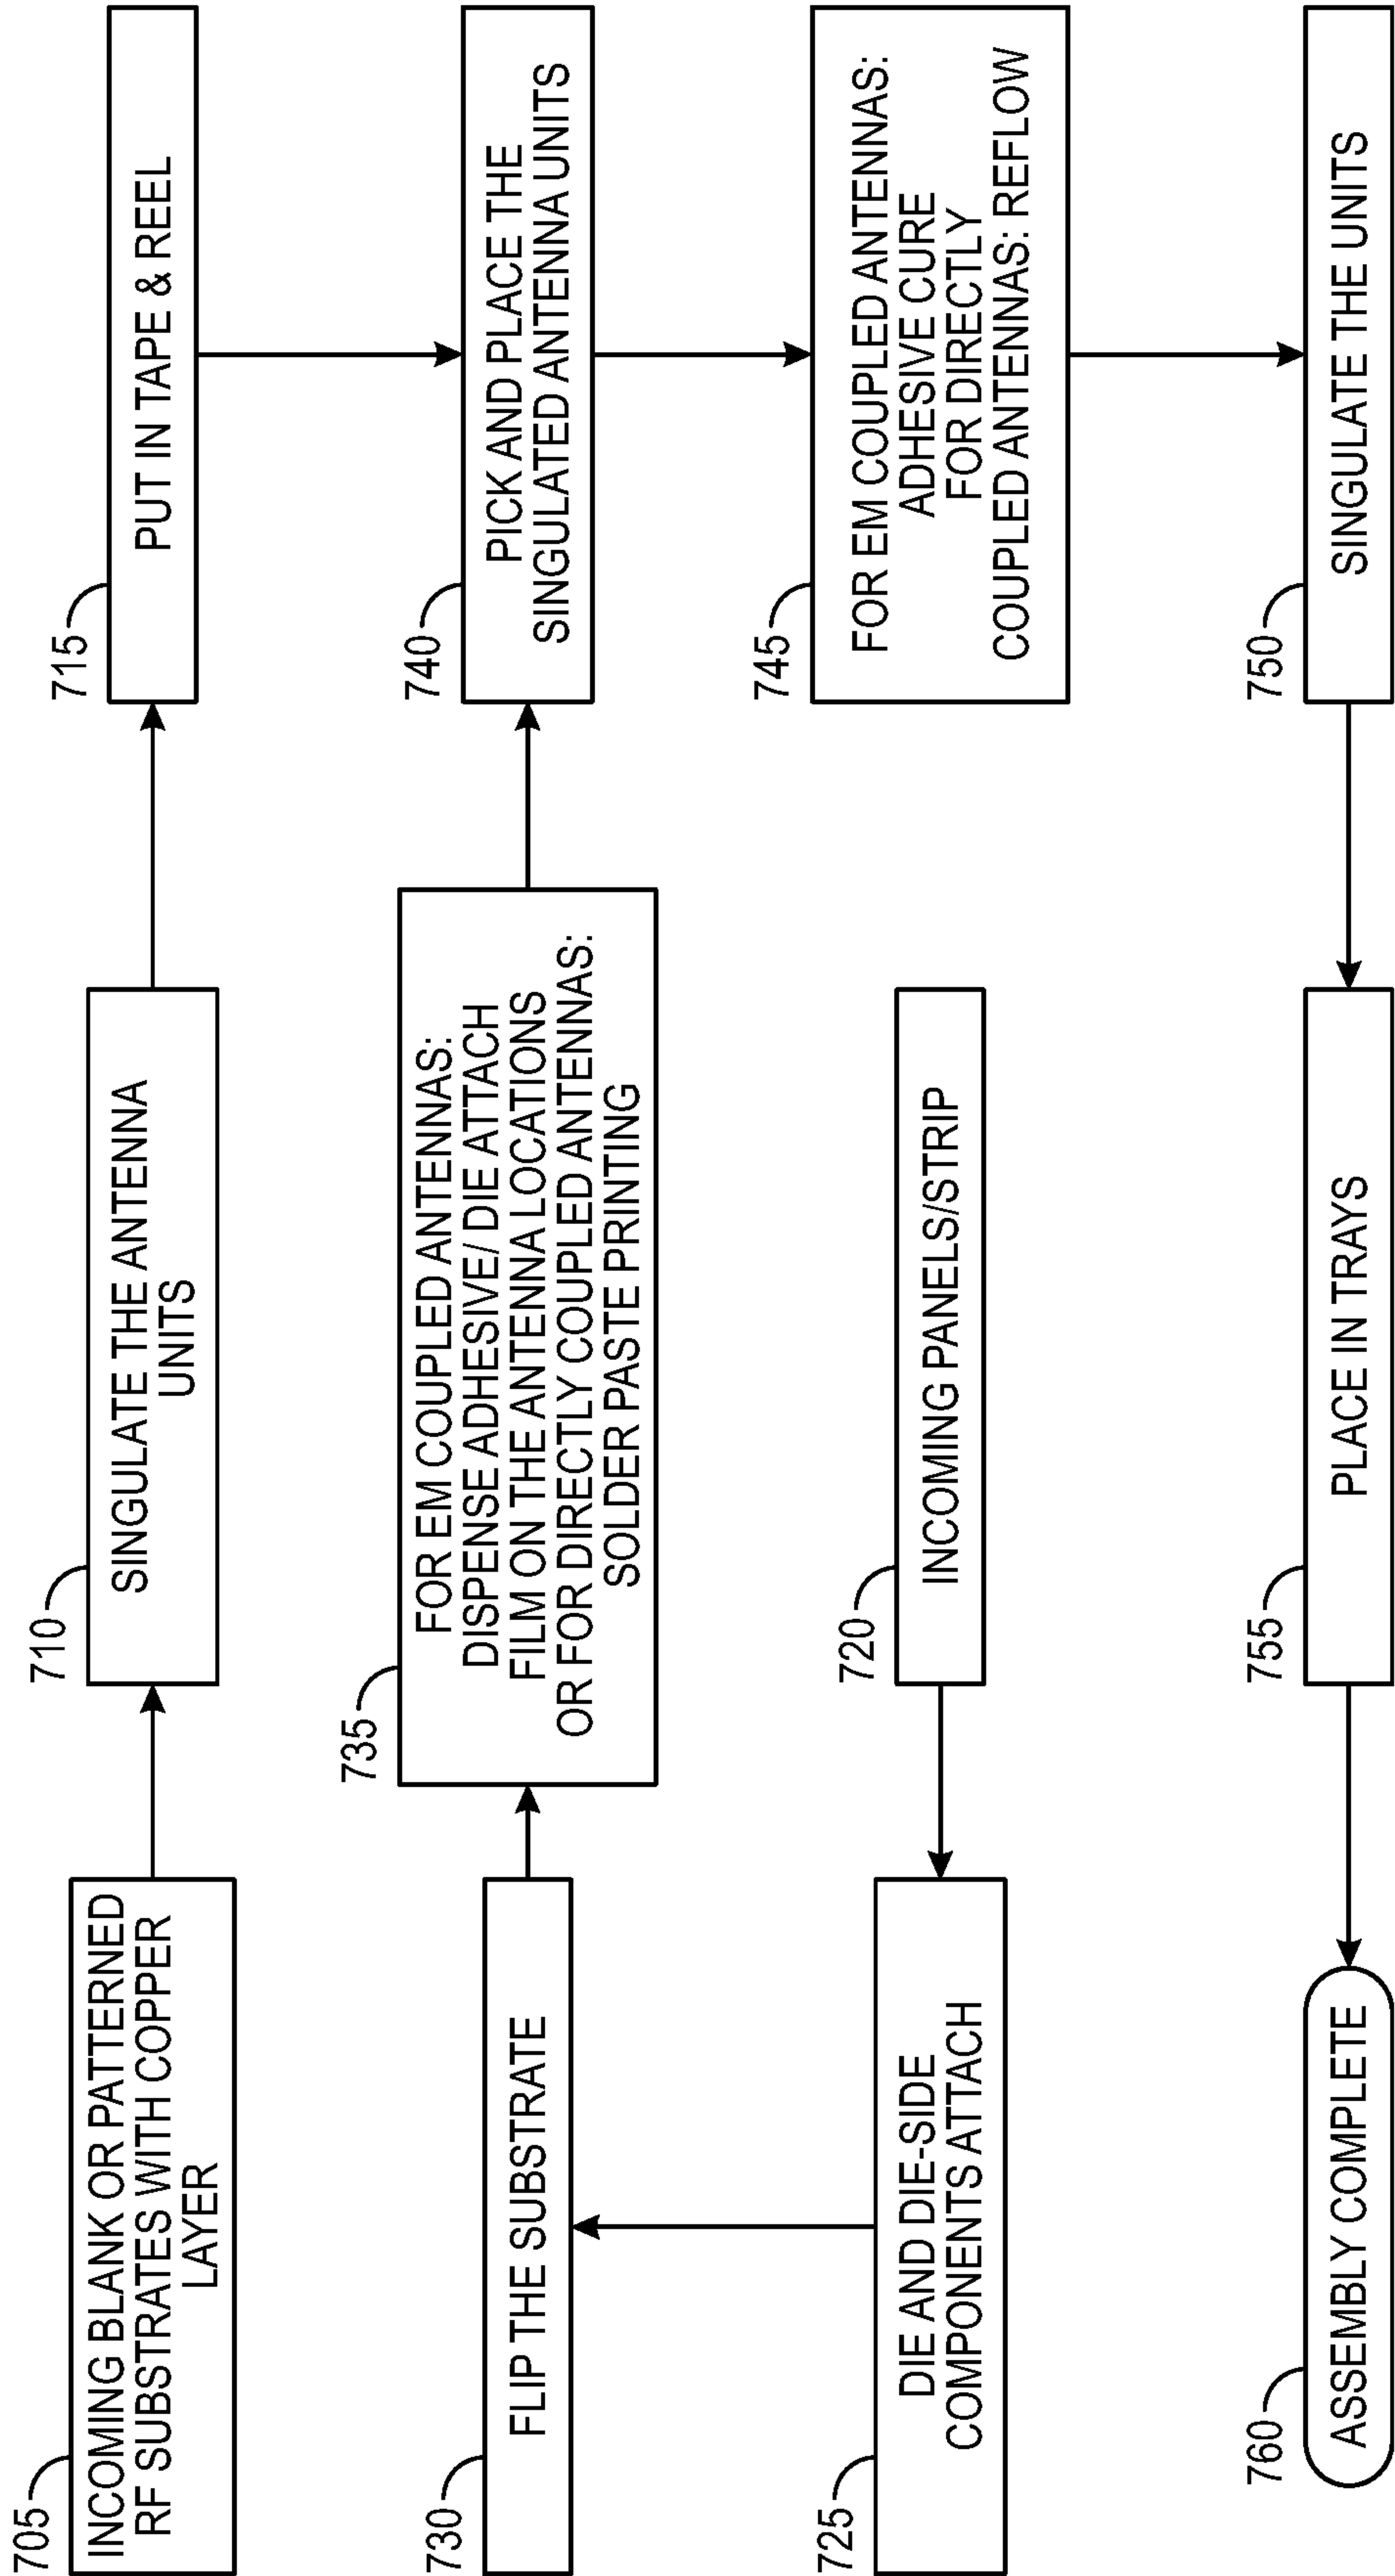 705
INCOMING BLANK OR PATTERNED
RF SUBSTRATES WITH COPPER
LAYER
710
SINGULATE THE ANTENNA
UNITS
715
PUT IN TAPE & REEL
730
FLIP THE SUBSTRATE
735
FOR EM COUPLED ANTENNAS:
DISPENSE ADHESIVE/ DIE ATTACH
FILM ON THE ANTENNA LOCATIONS
OR FOR DIRECTLY COUPLED ANTENNAS:
SOLDER PASTE PRINTING
740
PICK AND PLACE THE
SINGULATED ANTENNA UNITS
725
DIE AND DIE-SIDE
COMPONENTS ATTACH
720
INCOMING PANELS/STRIP
745
FOR EM COUPLED ANTENNAS:
ADHESIVE CURE
FOR DIRECTLY
COUPLED ANTENNAS: REFLOW
760
ASSEMBLY COMPLETE
755
PLACE IN TRAYS
750
SINGULATE THE UNITS